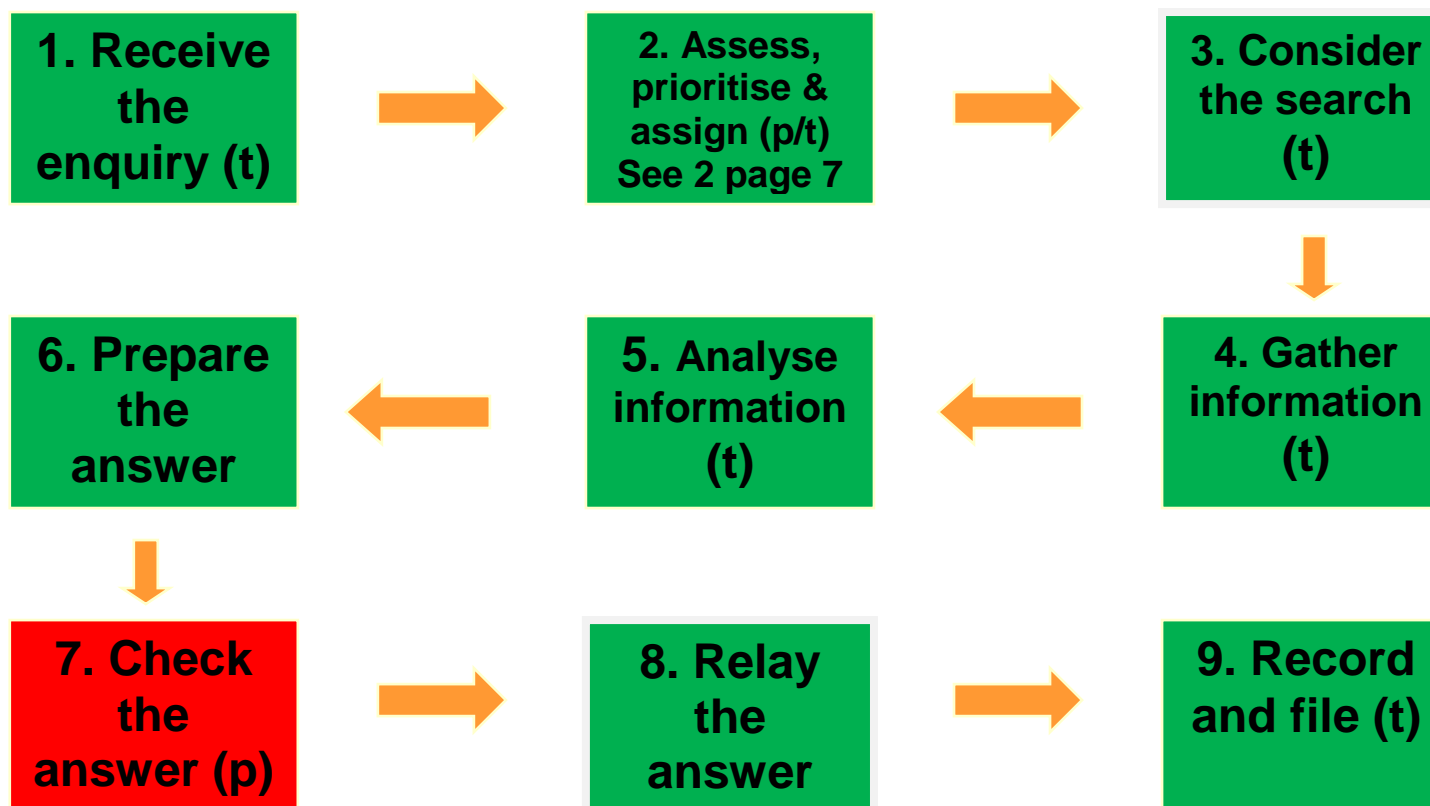 1. Receive
the
enquiry (t)
2. Assess,
prioritise &
assign (p/t)
See 2 page 7
3. Consider
the search
(t)
4. Gather
information
(t)
5. Analyse
information
(t)
6. Prepare
the
answer
7. Check
the
answer (p)
8. Relay
the
answer
9. Record
and file (t)